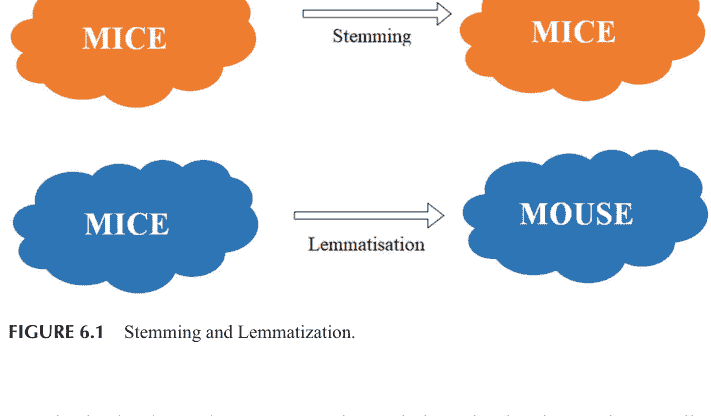 MICE
Stemming
MICE
MICE
Lemmatisation
MOUSE
FIGURE 6.1 Stemming and Lemmatization.